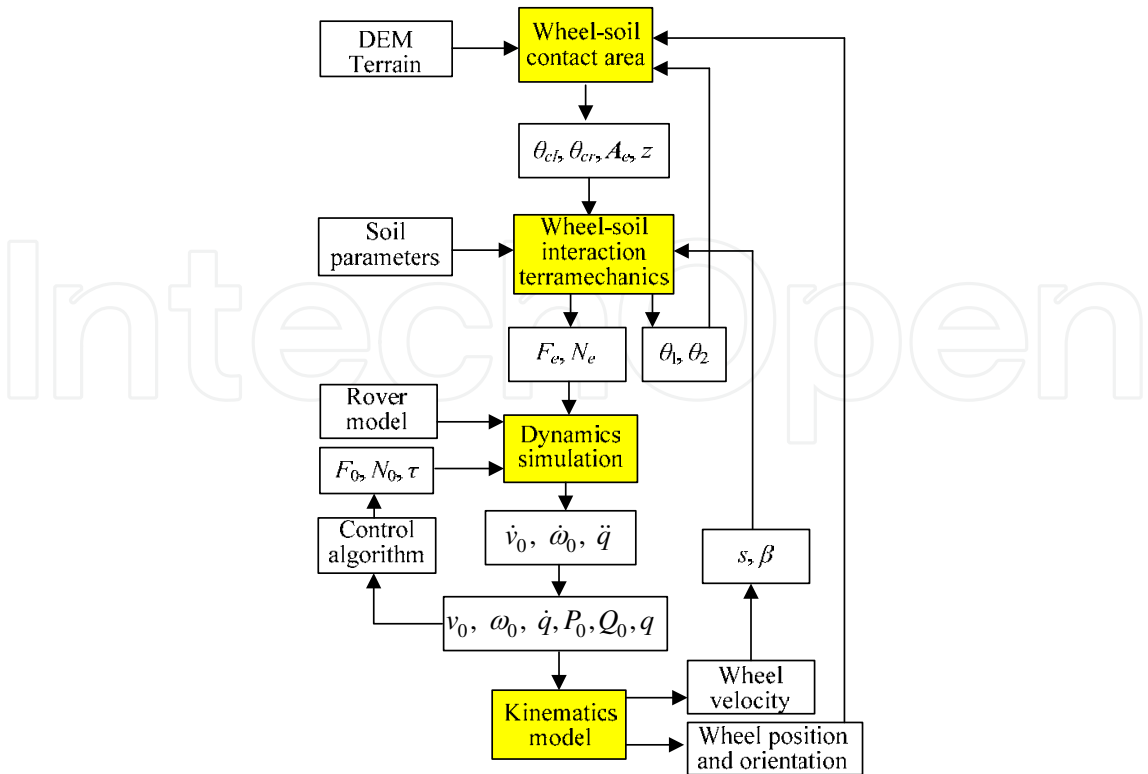 DEM
Terrain
Wheel-soil
contact area
θcl, θcr, Ae, z
Soil
parameters
Wheel-soil
interaction
terramechanics
Fe, Ne
θ1, θ2
IntechOpen
Rover
model
Dynamics
simulation
F0, N0, τ
Control
algorithm
v̇0, ω̇0, q̈
s, β
v0, ω0, q̇, P0, Q0, q
Kinematics
model
Wheel
velocity
Wheel position
and orientation